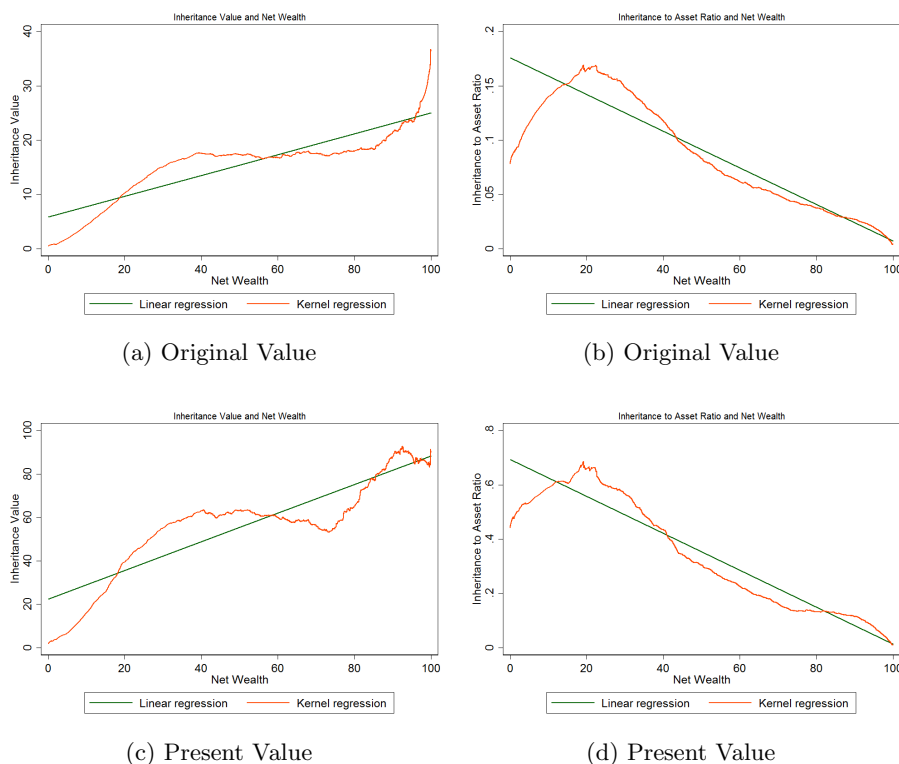 Inheritance Value and Net Wealth
Inheritance Value
0 10 20 30 40
0 20 40 60 80 100
Net Wealth
Linear regression Kernel regression
(a) Original Value
Inheritance to Asset Ratio and Net Wealth
Inheritance to Asset Ratio
0 .05 .1 .15 .2
0 20 40 60 80 100
Net Wealth
Linear regression Kernel regression
(b) Original Value
Inheritance Value and Net Wealth
Inheritance Value
0 20 40 60 80 100
0 20 40 60 80 100
Net Wealth
Linear regression Kernel regression
(c) Present Value
Inheritance to Asset Ratio and Net Wealth
Inheritance to Asset Ratio
0 .2 .4 .6 .8
0 20 40 60 80 100
Net Wealth
Linear regression Kernel regression
(d) Present Value